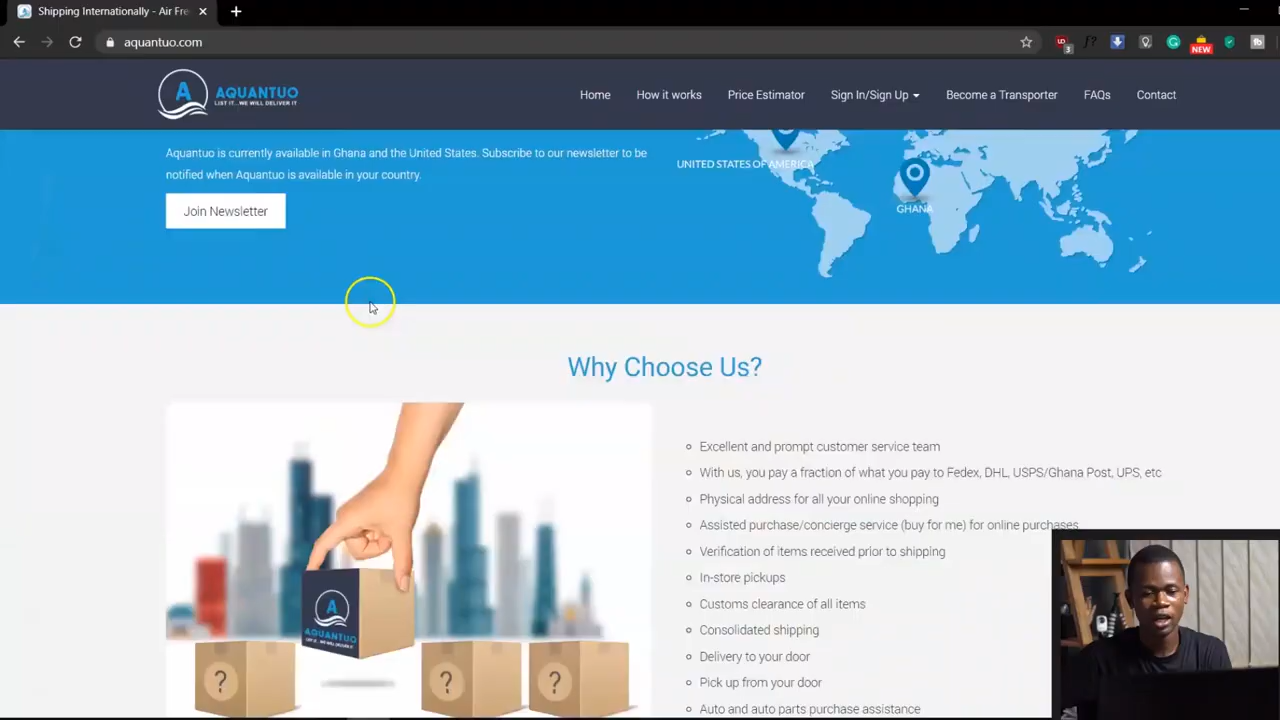 Shipping Internationally - Air Fre
aquantuo.com
3
f?
NEW
fb
A AQUANTUO
LIST IT...WE WILL DELIVER IT
Home How it works Price Estimator Sign In/Sign Up Become a Transporter FAQs Contact
Aquantuo is currently available in Ghana and the United States. Subscribe to our newsletter to be
notified when Aquantuo is available in your country.
Join Newsletter
UNITED STATES OF AMERICA
GHANA
Why Choose Us?
Excellent and prompt customer service team
With us, you pay a fraction of what you pay to Fedex, DHL, USPS/Ghana Post, UPS, etc
Physical address for all your online shopping
Assisted purchase/concierge service (buy for me) for online purchases
Verification of items received prior to shipping
In-store pickups
Customs clearance of all items
Consolidated shipping
Delivery to your door
Pick up from your door
Auto and auto parts purchase assistance
A
AQUANTUO
? ? ?